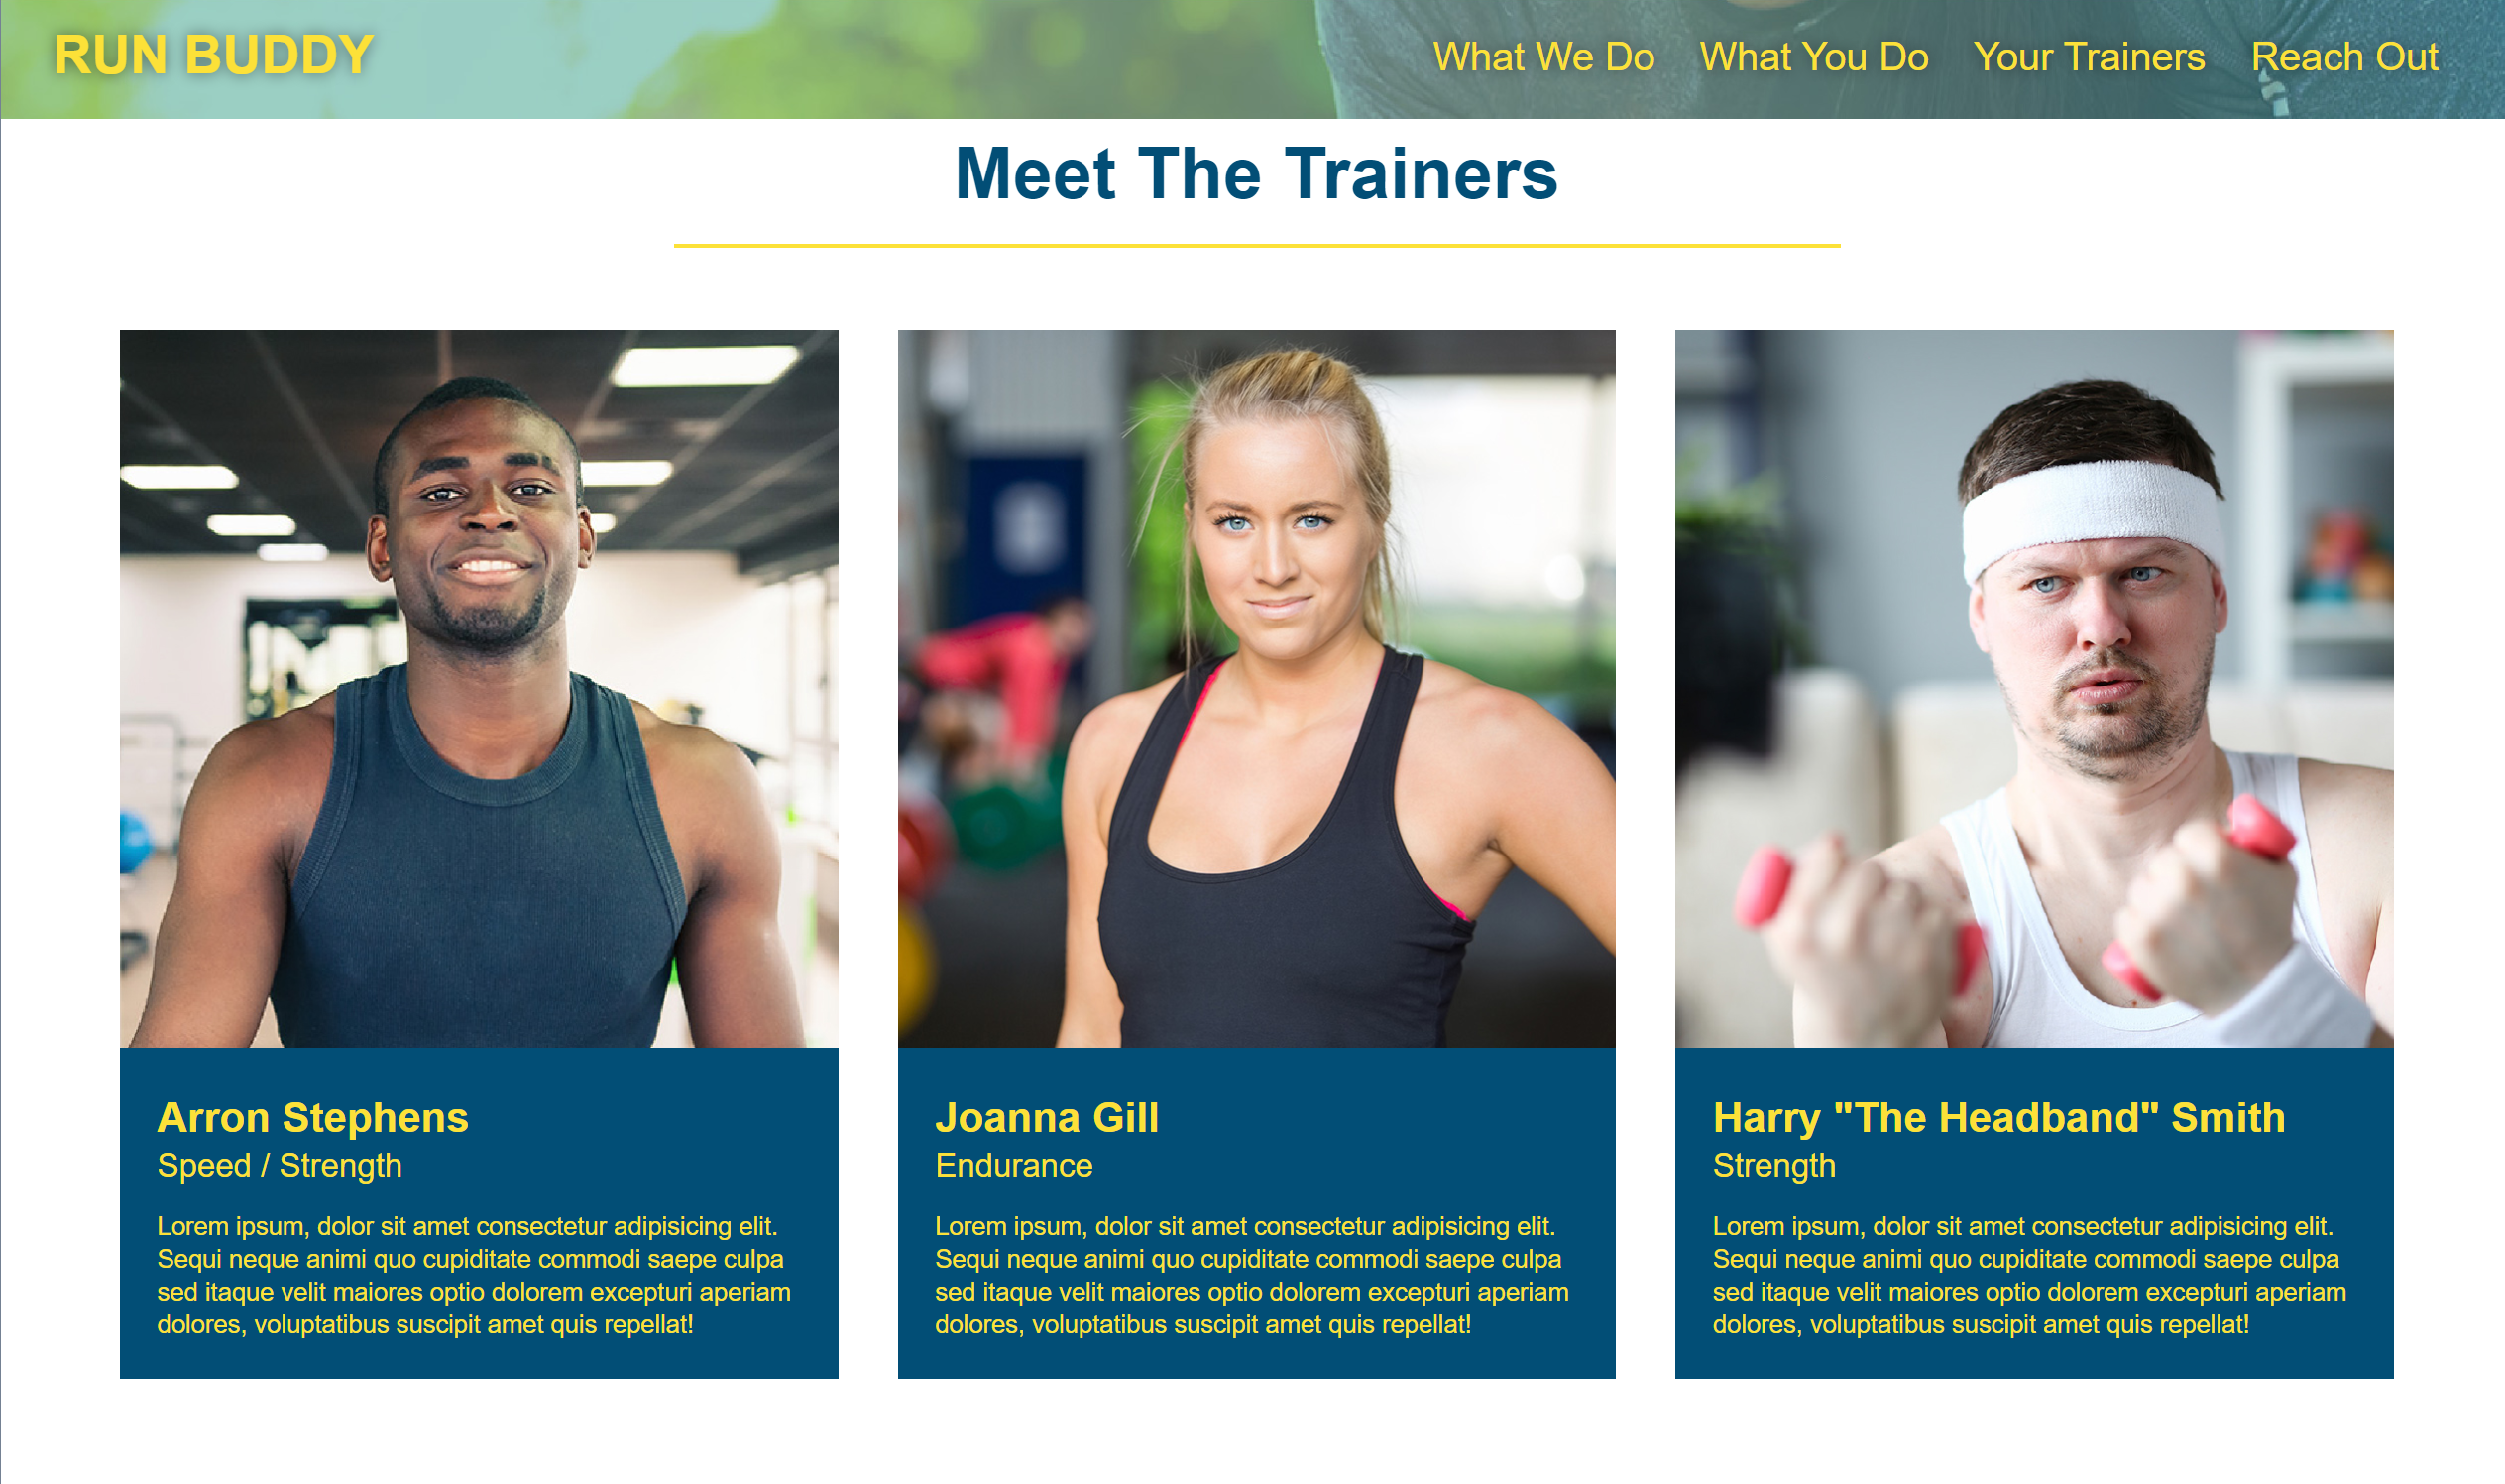 RUN BUDDY
What We Do What You Do Your Trainers Reach Out
Meet The Trainers
Arron Stephens
Speed / Strength
Lorem ipsum, dolor sit amet consectetur adipisicing elit.
Sequi neque animi quo cupiditate commodi saepe culpa
sed itaque velit maiores optio dolorem excepturi aperiam
dolores, voluptatibus suscipit amet quis repellat!
Joanna Gill
Endurance
Lorem ipsum, dolor sit amet consectetur adipisicing elit.
Sequi neque animi quo cupiditate commodi saepe culpa
sed itaque velit maiores optio dolorem excepturi aperiam
dolores, voluptatibus suscipit amet quis repellat!
Harry "The Headband" Smith
Strength
Lorem ipsum, dolor sit amet consectetur adipisicing elit.
Sequi neque animi quo cupiditate commodi saepe culpa
sed itaque velit maiores optio dolorem excepturi aperiam
dolores, voluptatibus suscipit amet quis repellat!